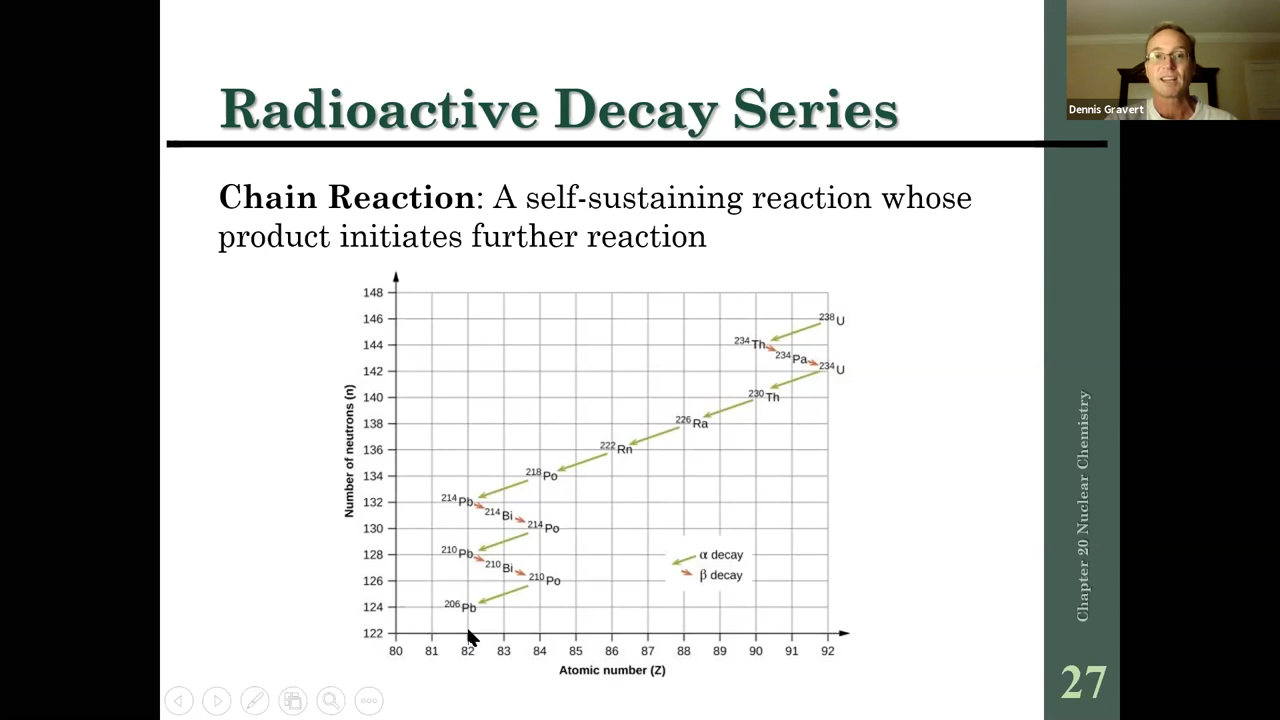 Radioactive Decay Series
Dennis Gravert
Chain Reaction: A self-sustaining reaction whose
product initiates further reaction
148
146
144
142
140
138
136
134
132
130
128
126
124
122
Number of neutrons (n)
238U
234Th
234Pa
234U
230Th
226Ra
222Rn
218Po
214Pb
214Bi
214Po
210Pb
210Bi
210Po
206Pb
α decay
β decay
80 81 82 83 84 85 86 87 88 89 90 91 92
Atomic number (Z)
Chapter 20 Nuclear Chemistry
27